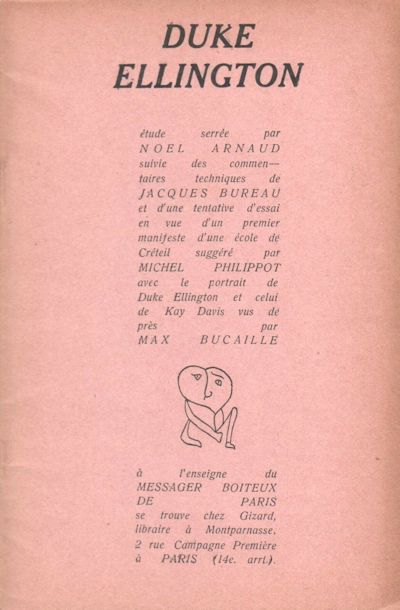 DUKE
ELLINGTON
étude serrée par
NOEL ARNAUD
suivie des commen—
taires techniques de
JACQUES BUREAU
et d'une tentative d'essai
en vue d'un premier
manifeste d'une école de
Créteil suggéré par
MICHEL PHILIPPOT
avec le portrait de
Duke Ellington et celui
de Kay Davis vus de
près par
MAX BUCAILLE
à l'enseigne du
MESSAGER BOITEUX
DE PARIS
se trouve chez Gizard,
libraire à Montparnasse,
2 rue Campagne Première
à PARIS (14e. arrt.).